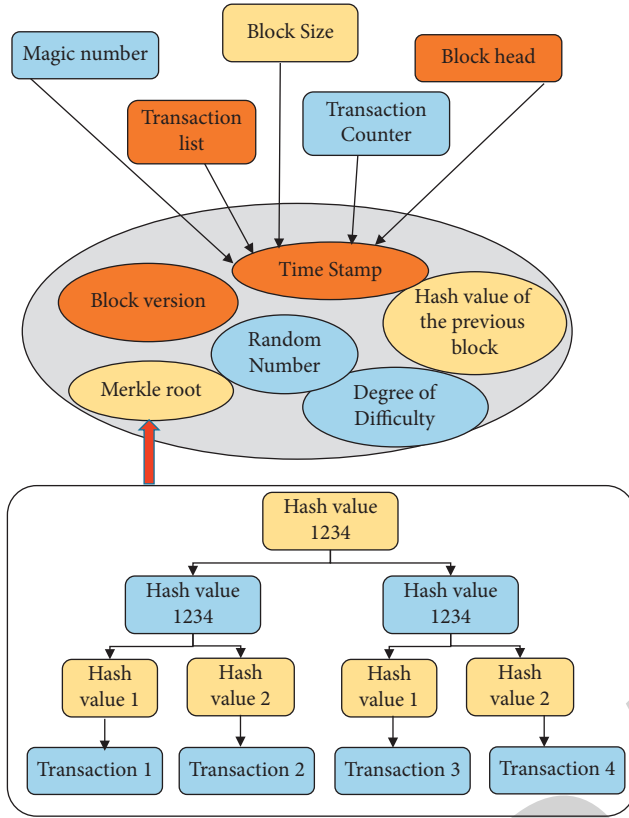 Block Size
Magic number
Block head
Transaction
list
Transaction
Counter
Time Stamp
Block version
Hash value of
the previous
block
Random
Number
Merkle root
Degree of
Difficulty
Hash value
1234
Hash value
1234
Hash value
1234
Hash
value 1
Hash
value 2
Hash
value 1
Hash
value 2
Transaction 1
Transaction 2
Transaction 3
Transaction 4